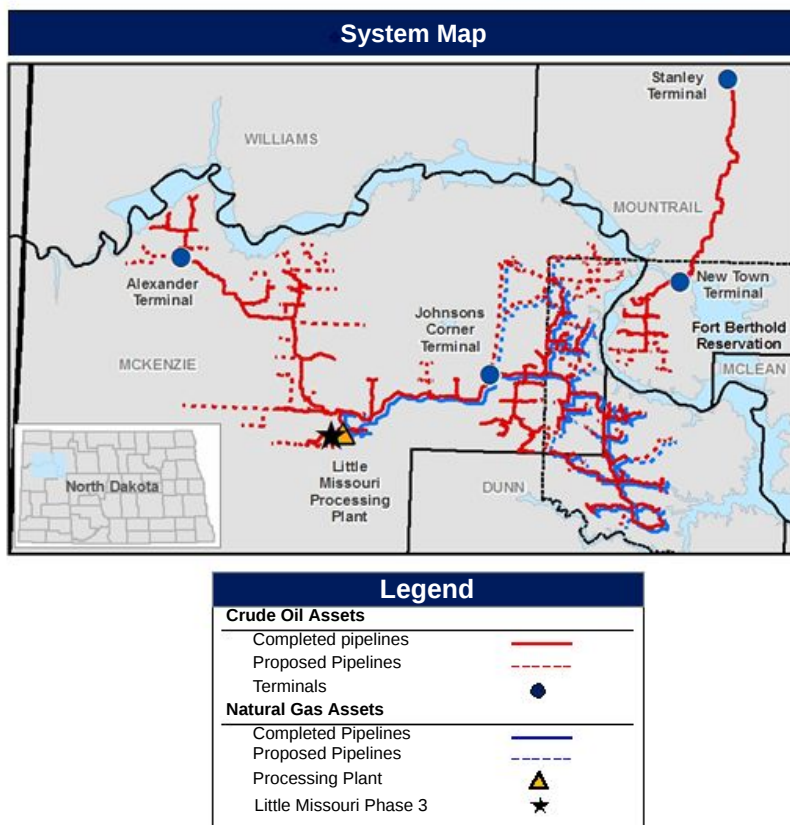 System Map
Stanley
Terminal
WILLIAMS
MOUNTRAIL
Alexander
Terminal
New Town
Terminal
Johnsons
Corner
Terminal
Fort Berthold
Reservation
MCKENZIE
MCLEAN
Little
Missouri
Processing
Plant
DUNN
North Dakota
Legend
Crude Oil Assets
Completed pipelines
Proposed Pipelines
Terminals
Natural Gas Assets
Completed Pipelines
Proposed Pipelines
Processing Plant
Little Missouri Phase 3